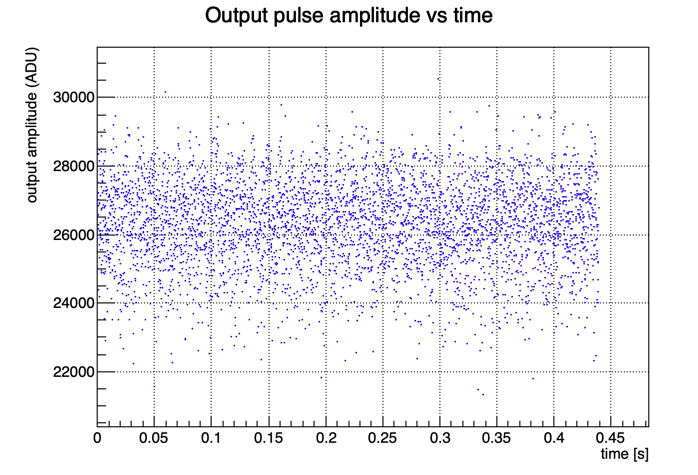 Output pulse amplitude vs time
output amplitude (ADU)
30000
28000
26000
24000
22000
0 0.05 0.1 0.15 0.2 0.25 0.3 0.35 0.4 0.45
time [s]